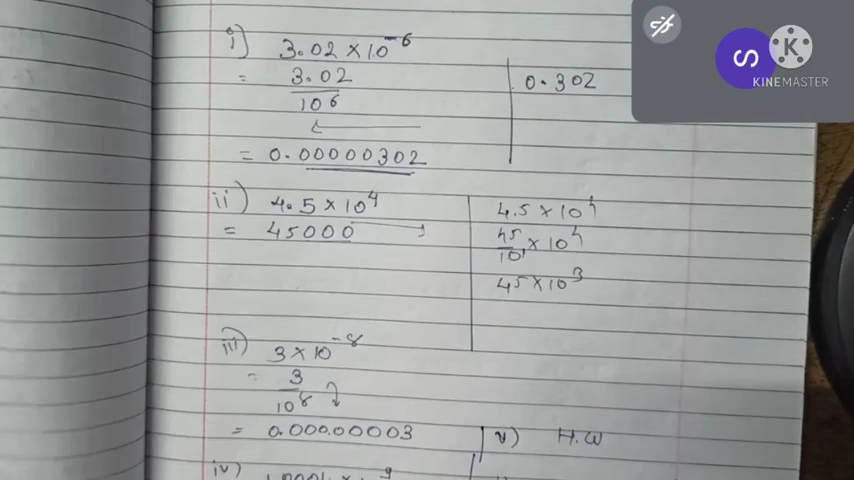 i) 3.02 × 10⁻⁶
= 3.02 / 10⁶
= 0.00000302
0.302
ii) 4.5 × 10⁴
= 45000
4.5 × 10⁴
45/10¹ × 10⁴
45 × 10³
iii) 3 × 10⁻⁸
= 3 / 10⁸
= 0.00000003
v) H.W
iv)
S
K
KINEMASTER